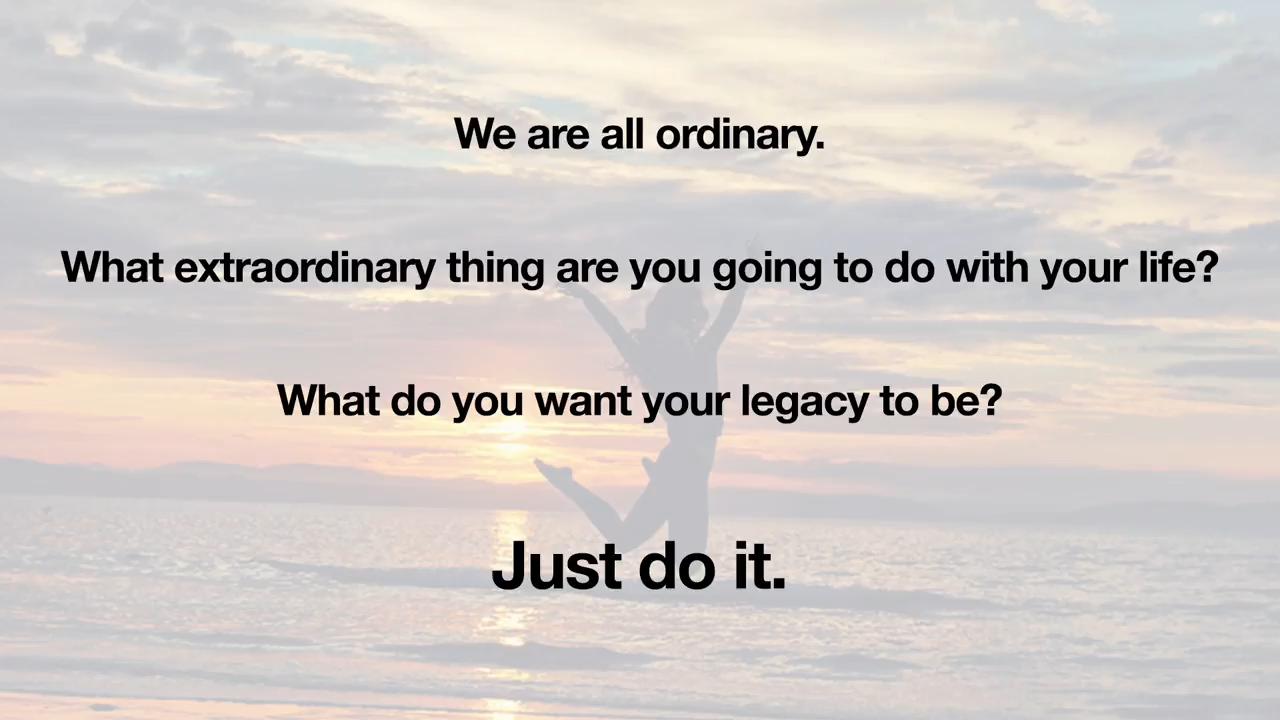 We are all ordinary.
What extraordinary thing are you going to do with your life?
What do you want your legacy to be?
Just do it.